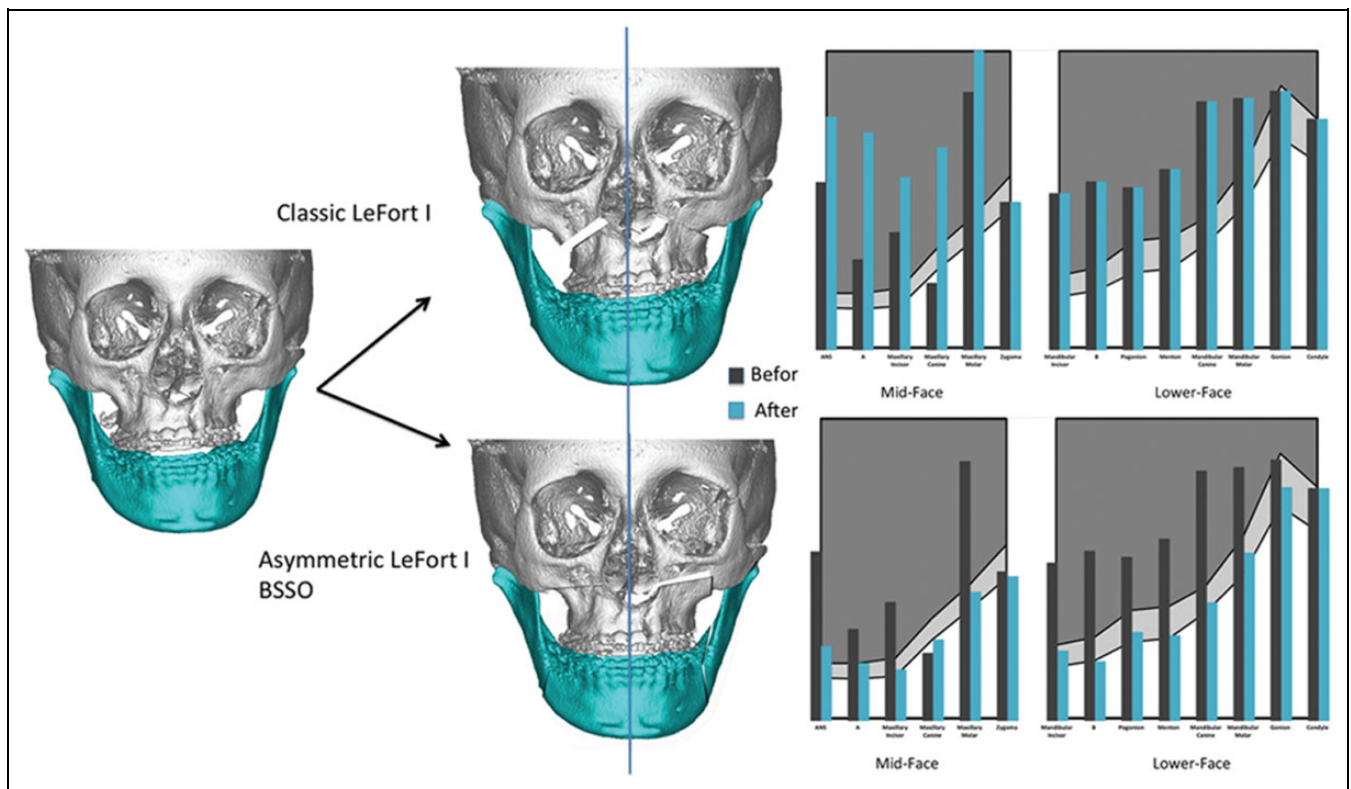 Classic LeFort I
Asymmetric LeFort I
BSSO
Befor
After
ANS
A
Maxillary
Incisor
Maxillary
Canine
Maxillary
Molar
Zygoma
Mid-Face
Mandibular
Incisor
B
Pogonion
Menton
Mandibular
Canine
Mandibular
Molar
Gonion
Condyle
Lower-Face
ANS
A
Maxillary
Incisor
Maxillary
Canine
Maxillary
Molar
Zygoma
Mid-Face
Mandibular
Incisor
B
Pogonion
Menton
Mandibular
Canine
Mandibular
Molar
Gonion
Condyle
Lower-Face